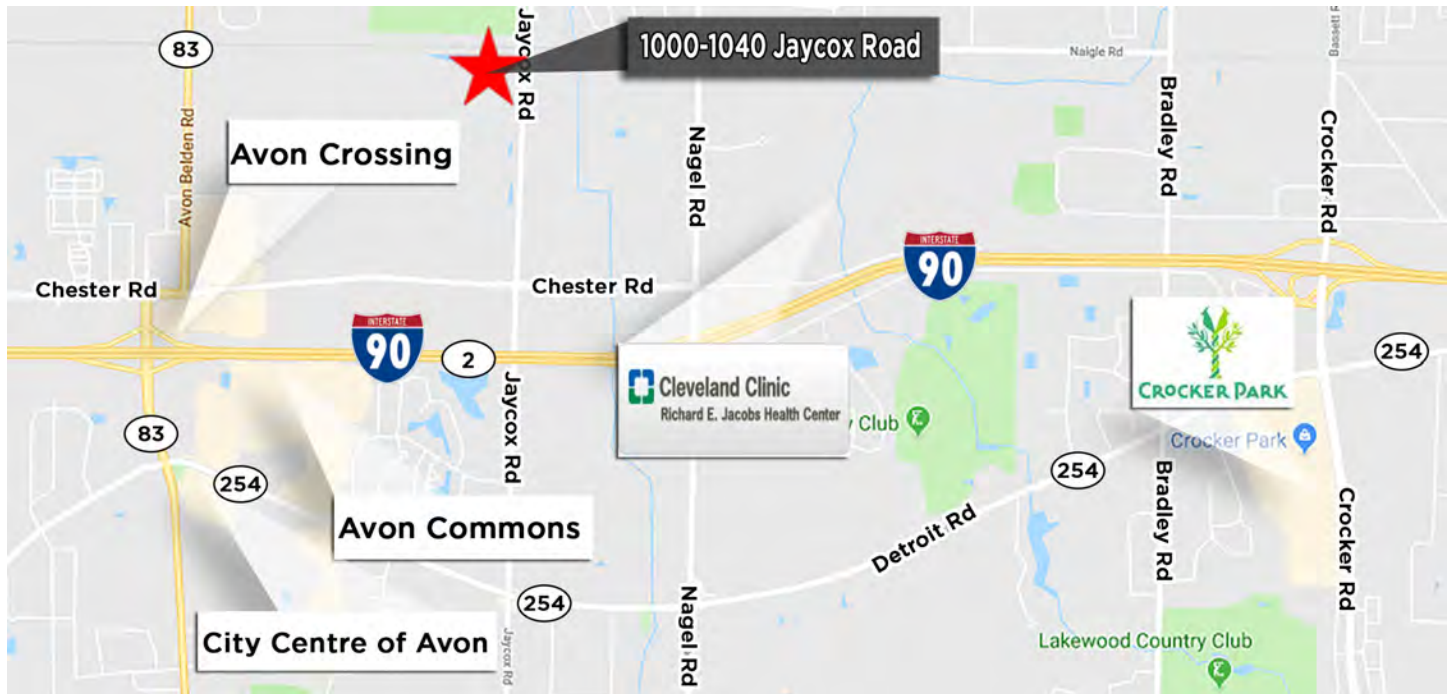 83
Jaycox Rd
1000-1040 Jaycox Road
Naigle Rd
Bassett R
Avon Belden Rd
Avon Crossing
Nagel Rd
Bradley Rd
Crocker Rd
Chester Rd
Chester Rd
INTERSTATE
90
INTERSTATE
90
2
254
Jaycox Rd
Cleveland Clinic
Richard E. Jacobs Health Center
y Club
CROCKER PARK
Crocker Park
83
254
254
Avon Commons
Detroit Rd
Bradley Rd
Crocker Rd
254
Nagel Rd
Jaycox Rd
City Centre of Avon
Lakewood Country Club